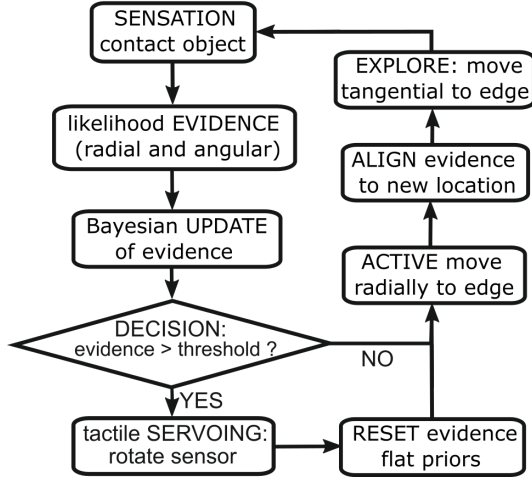 SENSATION
contact object
likelihood EVIDENCE
(radial and angular)
Bayesian UPDATE
of evidence
DECISION:
evidence > threshold ?
NO
YES
tactile SERVOING:
rotate sensor
RESET evidence
flat priors
ACTIVE move
radially to edge
ALIGN evidence
to new location
EXPLORE: move
tangential to edge